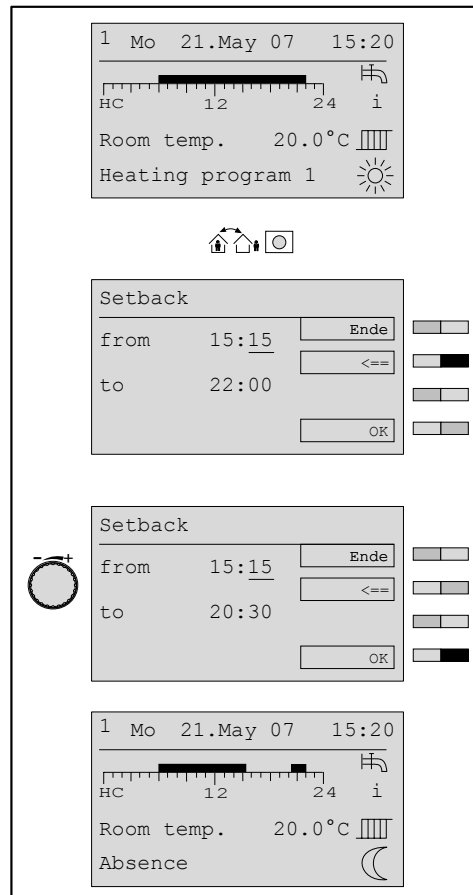 1 Mo 21.May 07 15:20
HC 12 24 i
Room temp. 20.0°C
Heating program 1
Setback
Ende
from 15:15
<==
to 22:00
OK
- +
Setback
Ende
from 15:15
<==
to 20:30
OK
1 Mo 21.May 07 15:20
HC 12 24 i
Room temp. 20.0°C
Absence